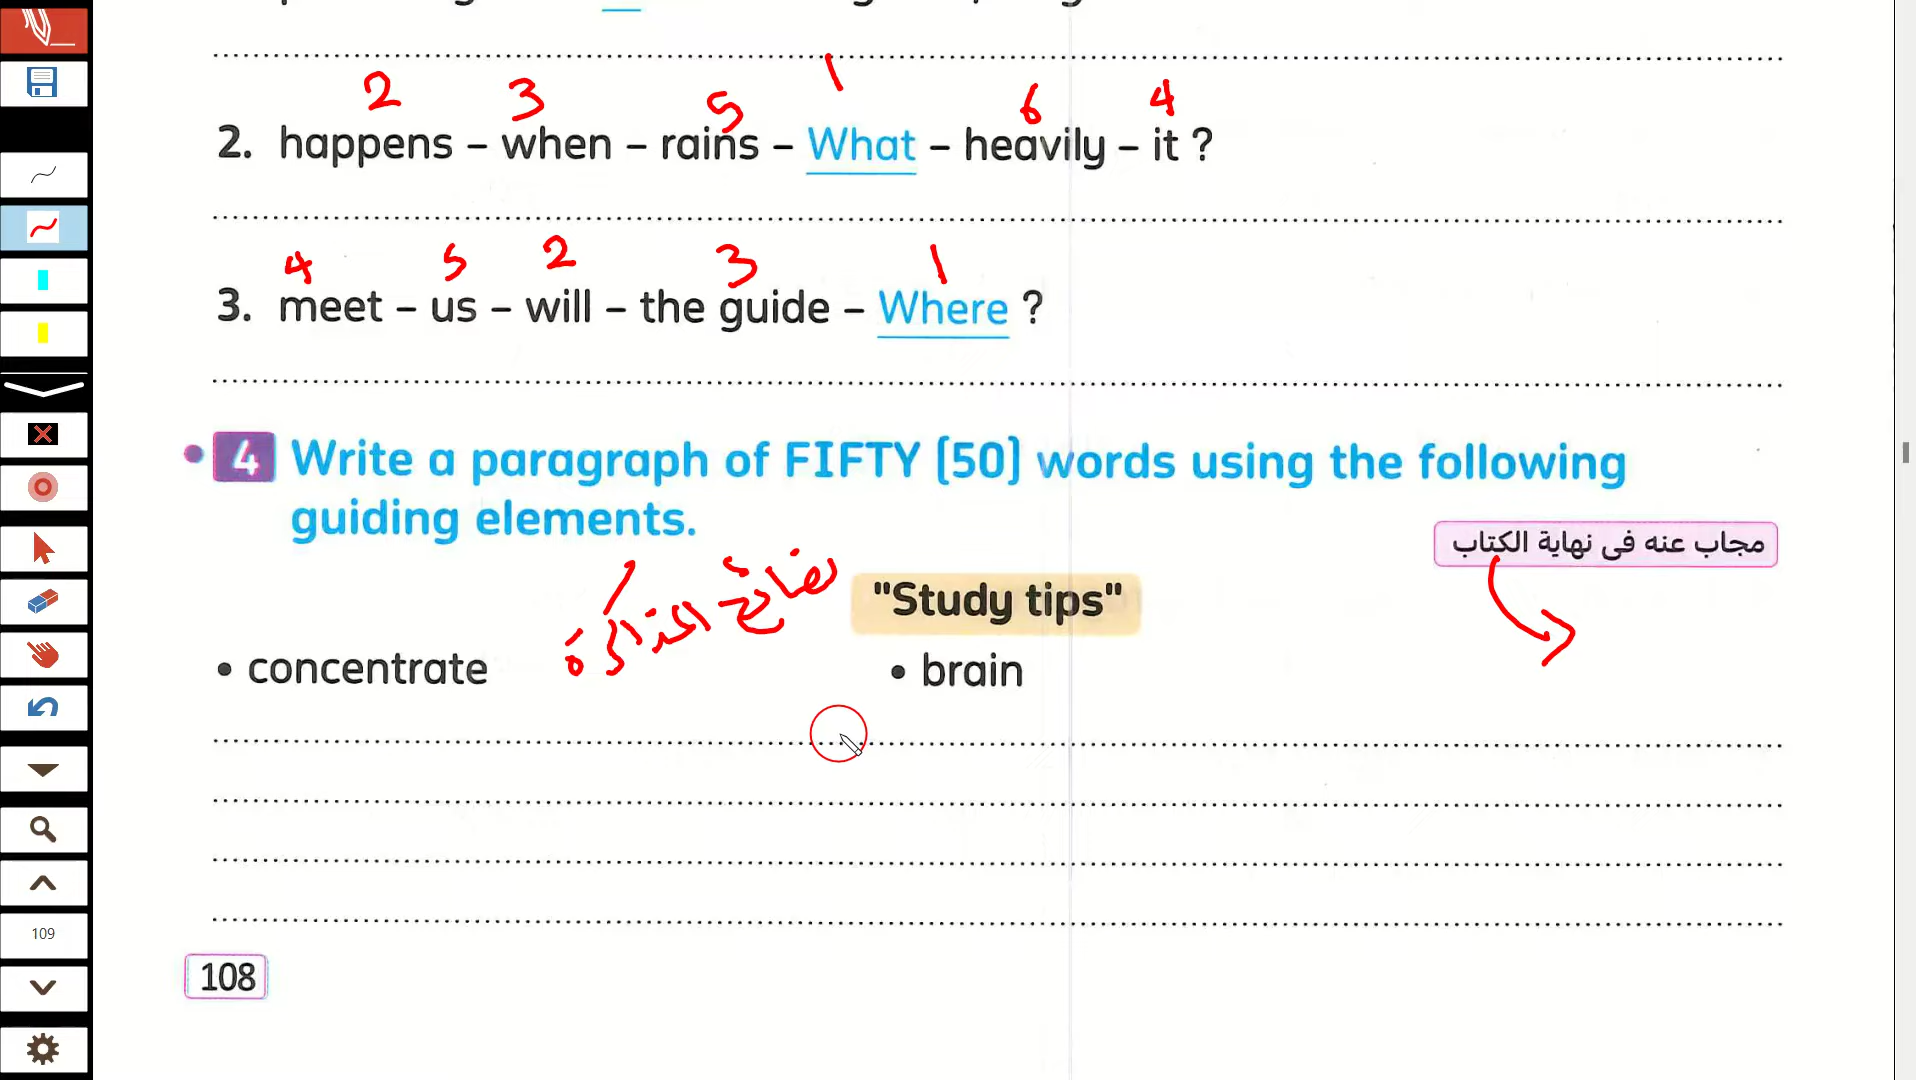 2 3 5 1 6 4
2. happens – when – rains – What – heavily – it ?
4 5 2 3 1
3. meet – us – will – the guide – Where ?
4 Write a paragraph of FIFTY (50) words using the following
guiding elements.
مجاب عنه فى نهاية الكتاب
نصائح المذاكرة
"Study tips"
• concentrate • brain
109
108